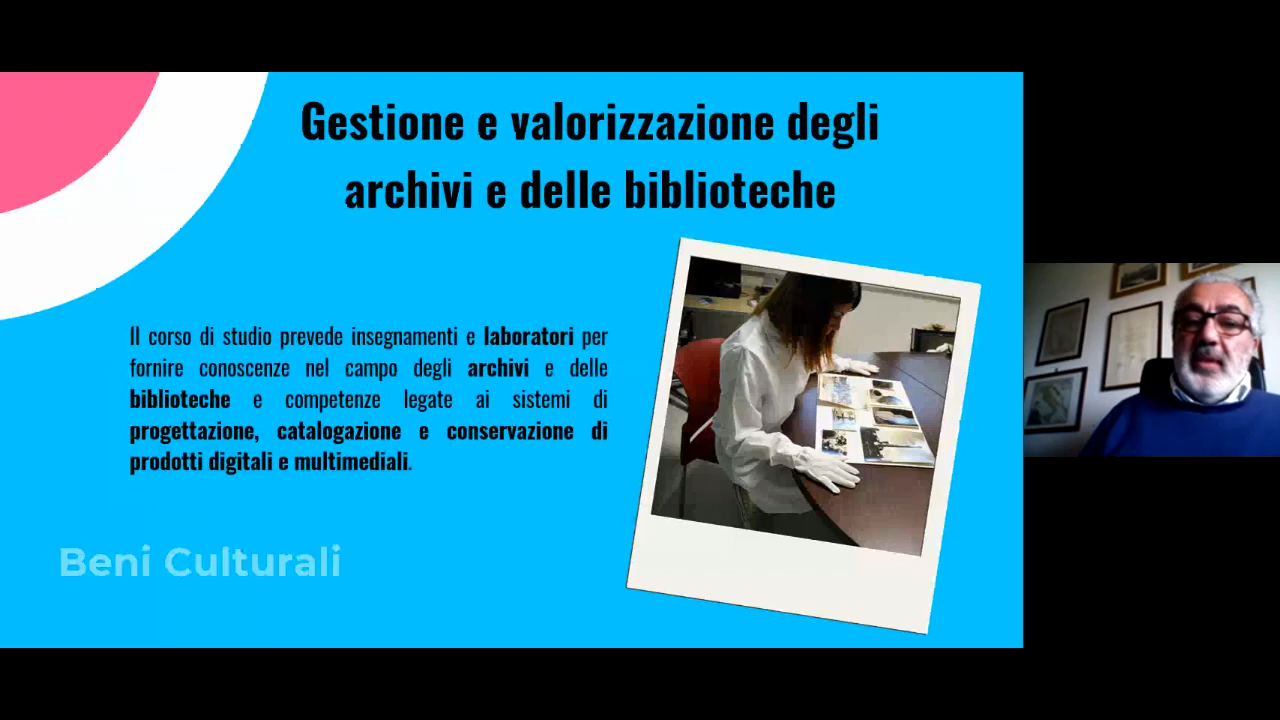 Gestione e valorizzazione degli
archivi e delle biblioteche
Il corso di studio prevede insegnamenti e laboratori per
fornire conoscenze nel campo degli archivi e delle
biblioteche e competenze legate ai sistemi di
progettazione, catalogazione e conservazione di
prodotti digitali e multimediali.
Beni Culturali